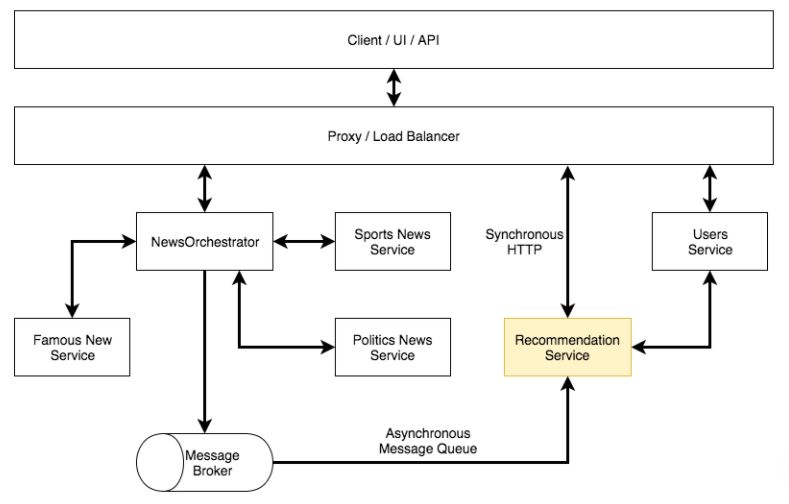 Client / UI / API
Proxy / Load Balancer
NewsOrchestrator
Sports News
Service
Synchronous
HTTP
Users
Service
Famous New
Service
Politics News
Service
Recommendation
Service
Message
Broker
Asynchronous
Message Queue